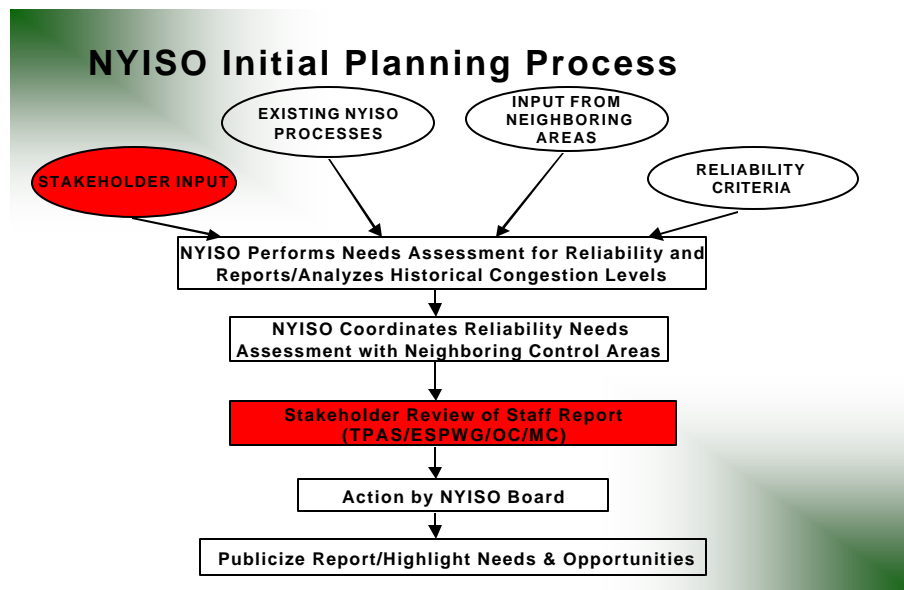 NYISO Initial Planning Process
EXISTING NYISO
PROCESSES
INPUT FROM
NEIGHBORING
AREAS
STAKEHOLDER INPUT
RELIABILITY
CRITERIA
NYISO Performs Needs Assessment for Reliability and
Reports/Analyzes Historical Congestion Levels
NYISO Coordinates Reliability Needs
Assessment with Neighboring Control Areas
Stakeholder Review of Staff Report
(TPAS/ESPWG/OC/MC)
Action by NYISO Board
Publicize Report/Highlight Needs & Opportunities